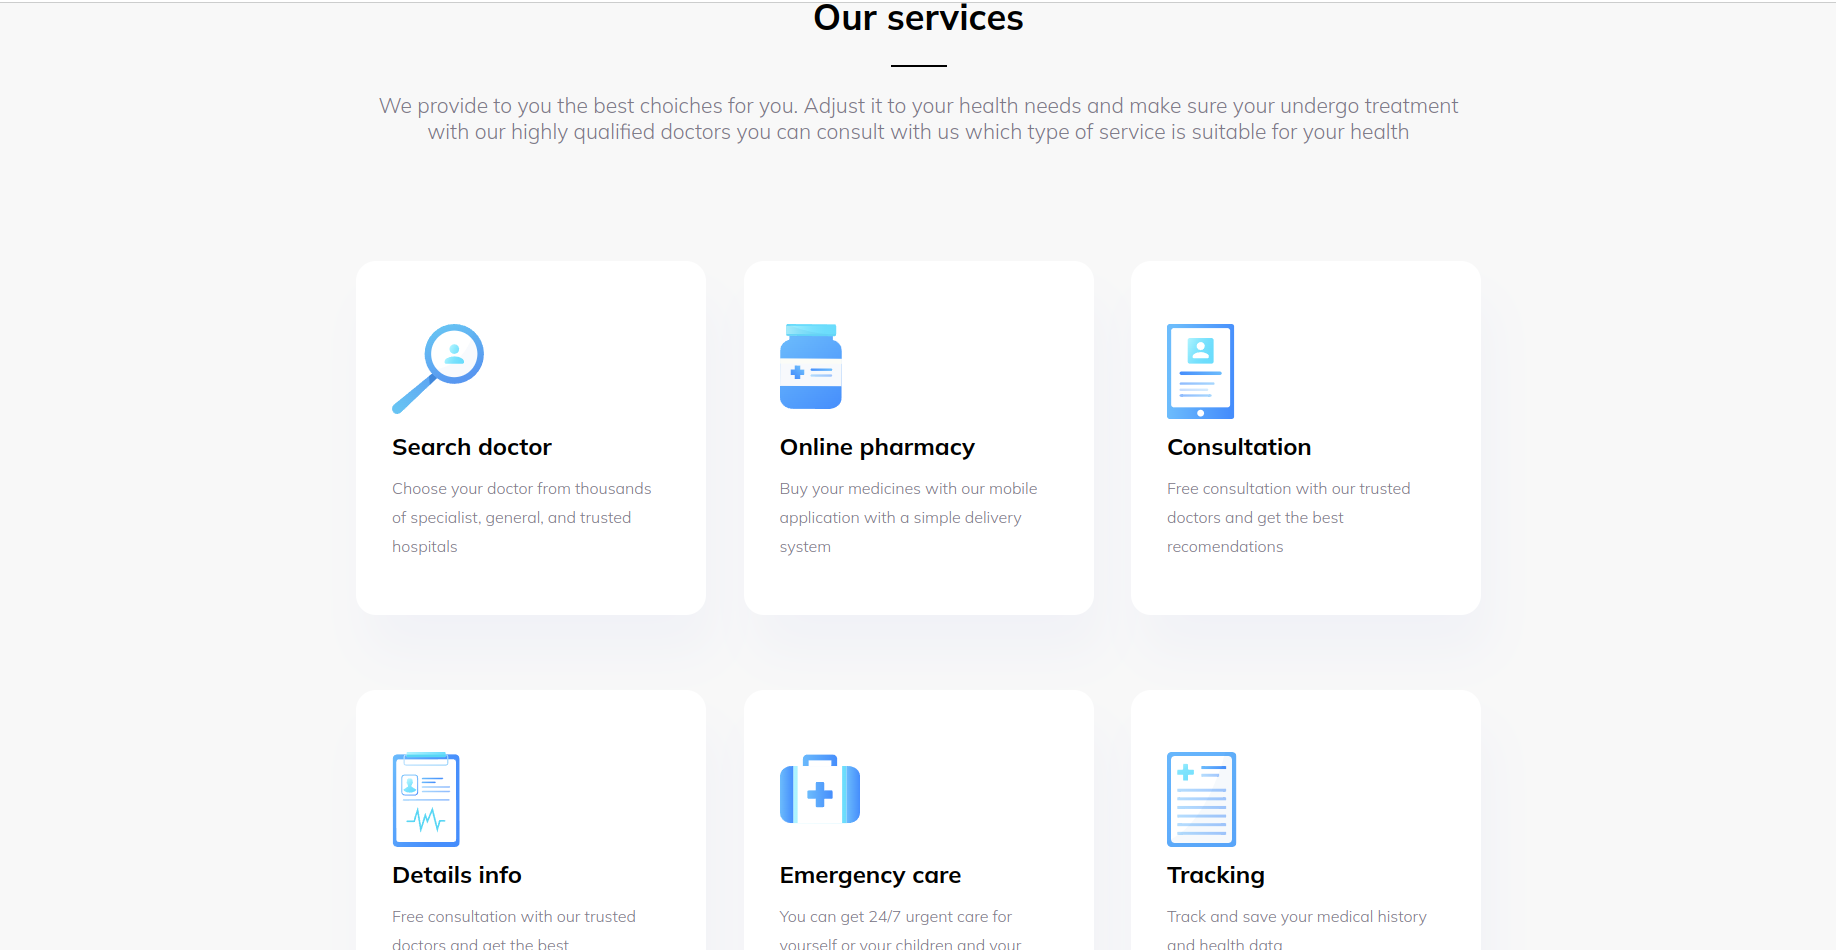 Our services
We provide to you the best choiches for you. Adjust it to your health needs and make sure your undergo treatment
with our highly qualified doctors you can consult with us which type of service is suitable for your health
Search doctor
Choose your doctor from thousands
of specialist, general, and trusted
hospitals
Online pharmacy
Buy your medicines with our mobile
application with a simple delivery
system
Consultation
Free consultation with our trusted
doctors and get the best
recomendations
Details info
Free consultation with our trusted
doctors and get the best
Emergency care
You can get 24/7 urgent care for
yourself or your children and your
Tracking
Track and save your medical history
and health data